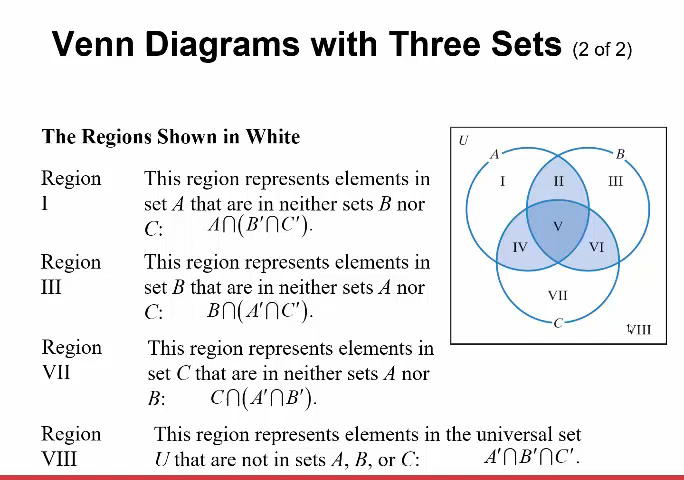 Venn Diagrams with Three Sets (2 of 2)
The Regions Shown in White
Region I
This region represents elements in
set A that are in neither sets B nor
C: A⋂(B′⋂C′).
Region III
This region represents elements in
set B that are in neither sets A nor
C: B⋂(A′⋂C′).
Region VII
This region represents elements in
set C that are in neither sets A nor
B: C⋂(A′⋂B′).
Region VIII
This region represents elements in the universal set
U that are not in sets A, B, or C: A′⋂B′⋂C′.
U
A
B
I
II
III
V
IV
VI
VII
C
VIII